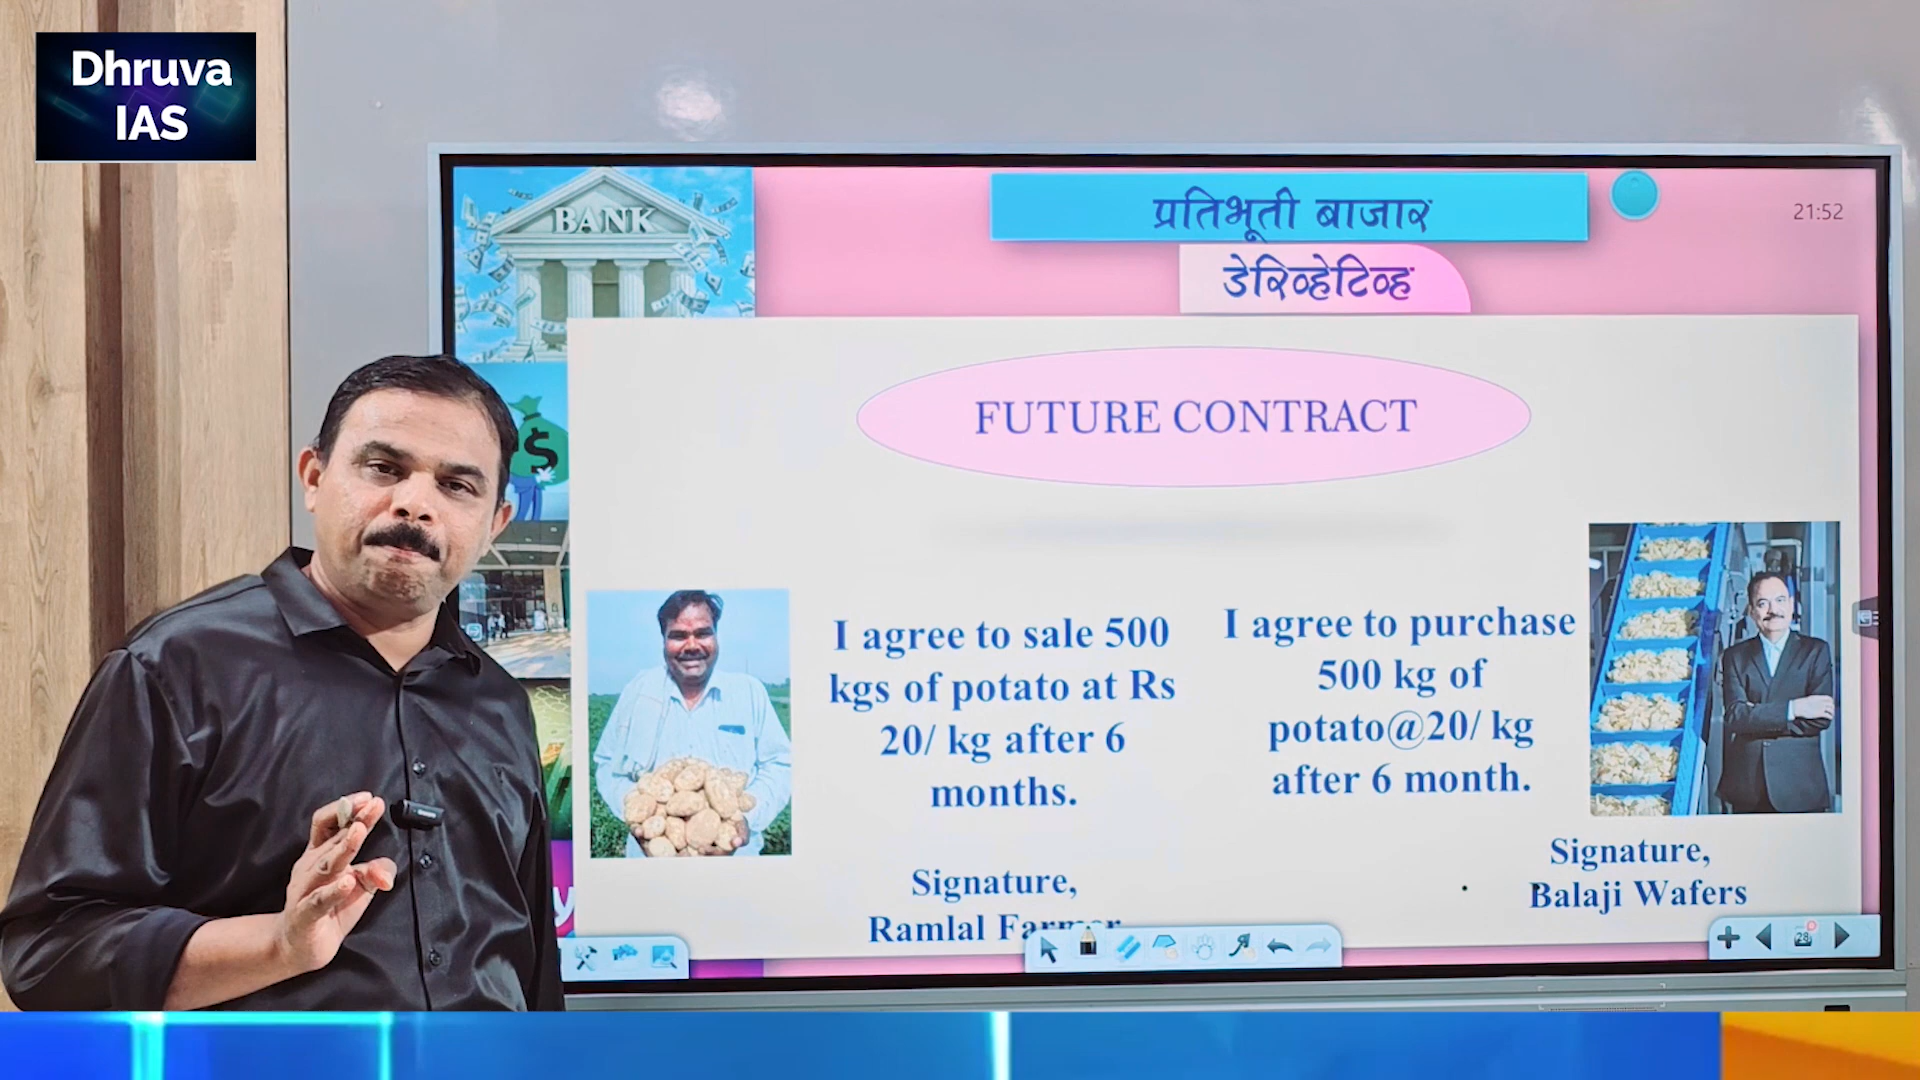 Dhruva
IAS
BANK
प्रतिभूती बाजार
21:52
डेरिव्हेटिव्ह
$
FUTURE CONTRACT
I agree to sale 500
kgs of potato at Rs
20/ kg after 6
months.
Signature,
Ramlal Farmer
I agree to purchase
500 kg of
potato@20/ kg
after 6 month.
Signature,
Balaji Wafers
28